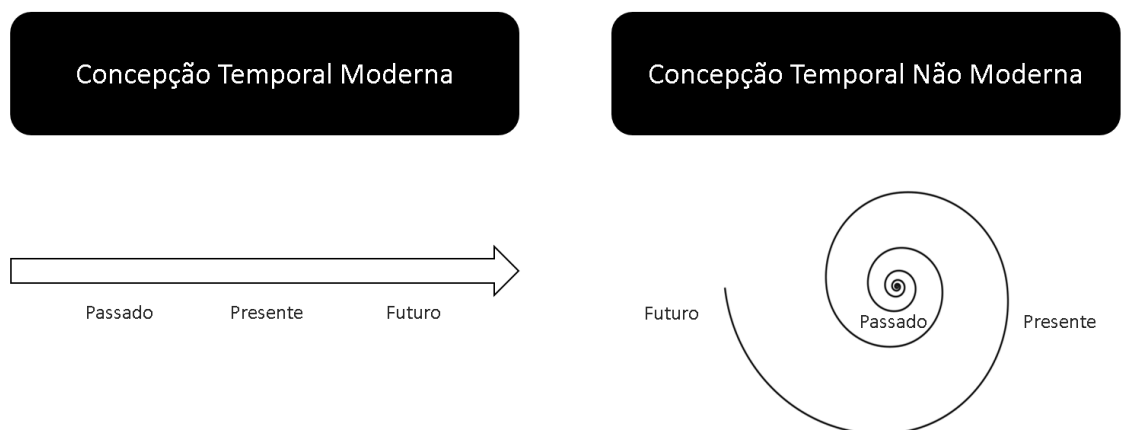 Concepção Temporal Moderna
Concepção Temporal Não Moderna
Passado
Presente
Futuro
Futuro
Passado
Presente